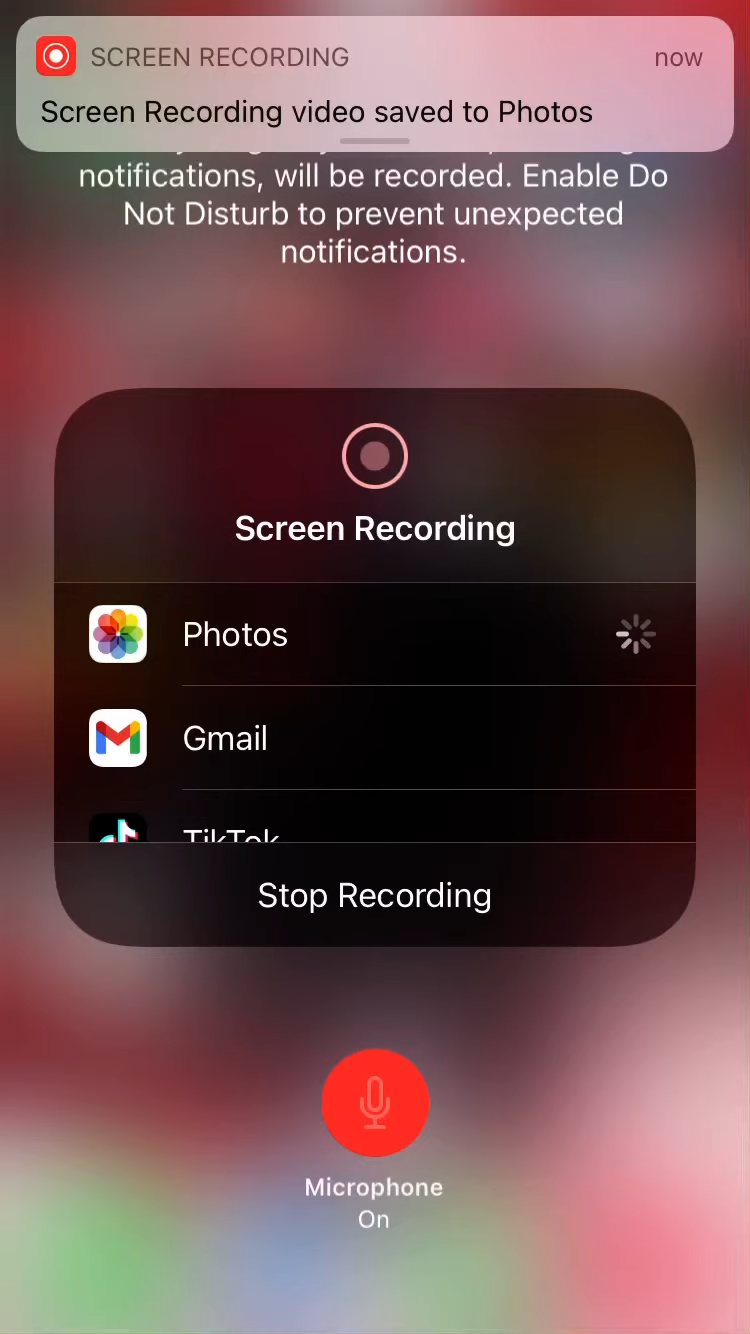 SCREEN RECORDING
now
Screen Recording video saved to Photos
notifications, will be recorded. Enable Do
Not Disturb to prevent unexpected
notifications.
Screen Recording
Photos
Gmail
TikTok
Stop Recording
Microphone
On